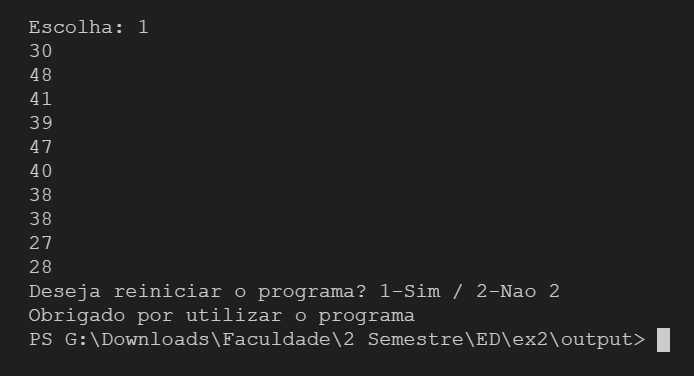 Escolha: 1
30
48
41
39
47
40
38
38
27
28
Deseja reiniciar o programa? 1-Sim / 2-Nao 2
Obrigado por utilizar o programa
PS G:\Downloads\Faculdade\2 Semestre\ED\ex2\output>